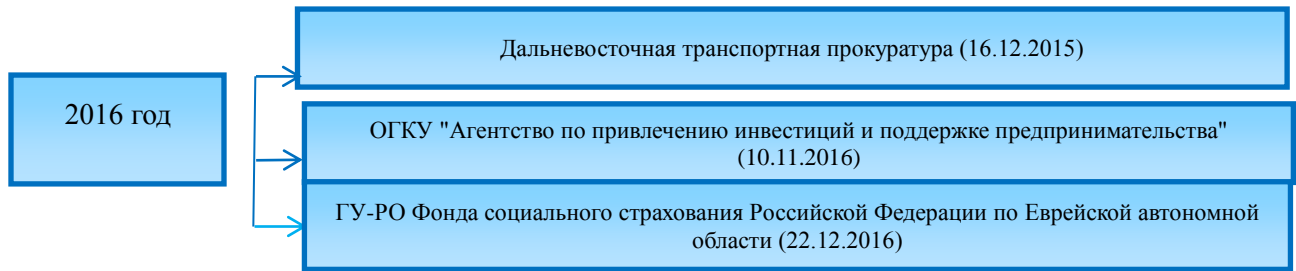 2016 год
Дальневосточная транспортная прокуратура (16.12.2015)
ОГКУ "Агентство по привлечению инвестиций и поддержке предпринимательства"
(10.11.2016)
ГУ-РО Фонда социального страхования Российской Федерации по Еврейской автономной
области (22.12.2016)